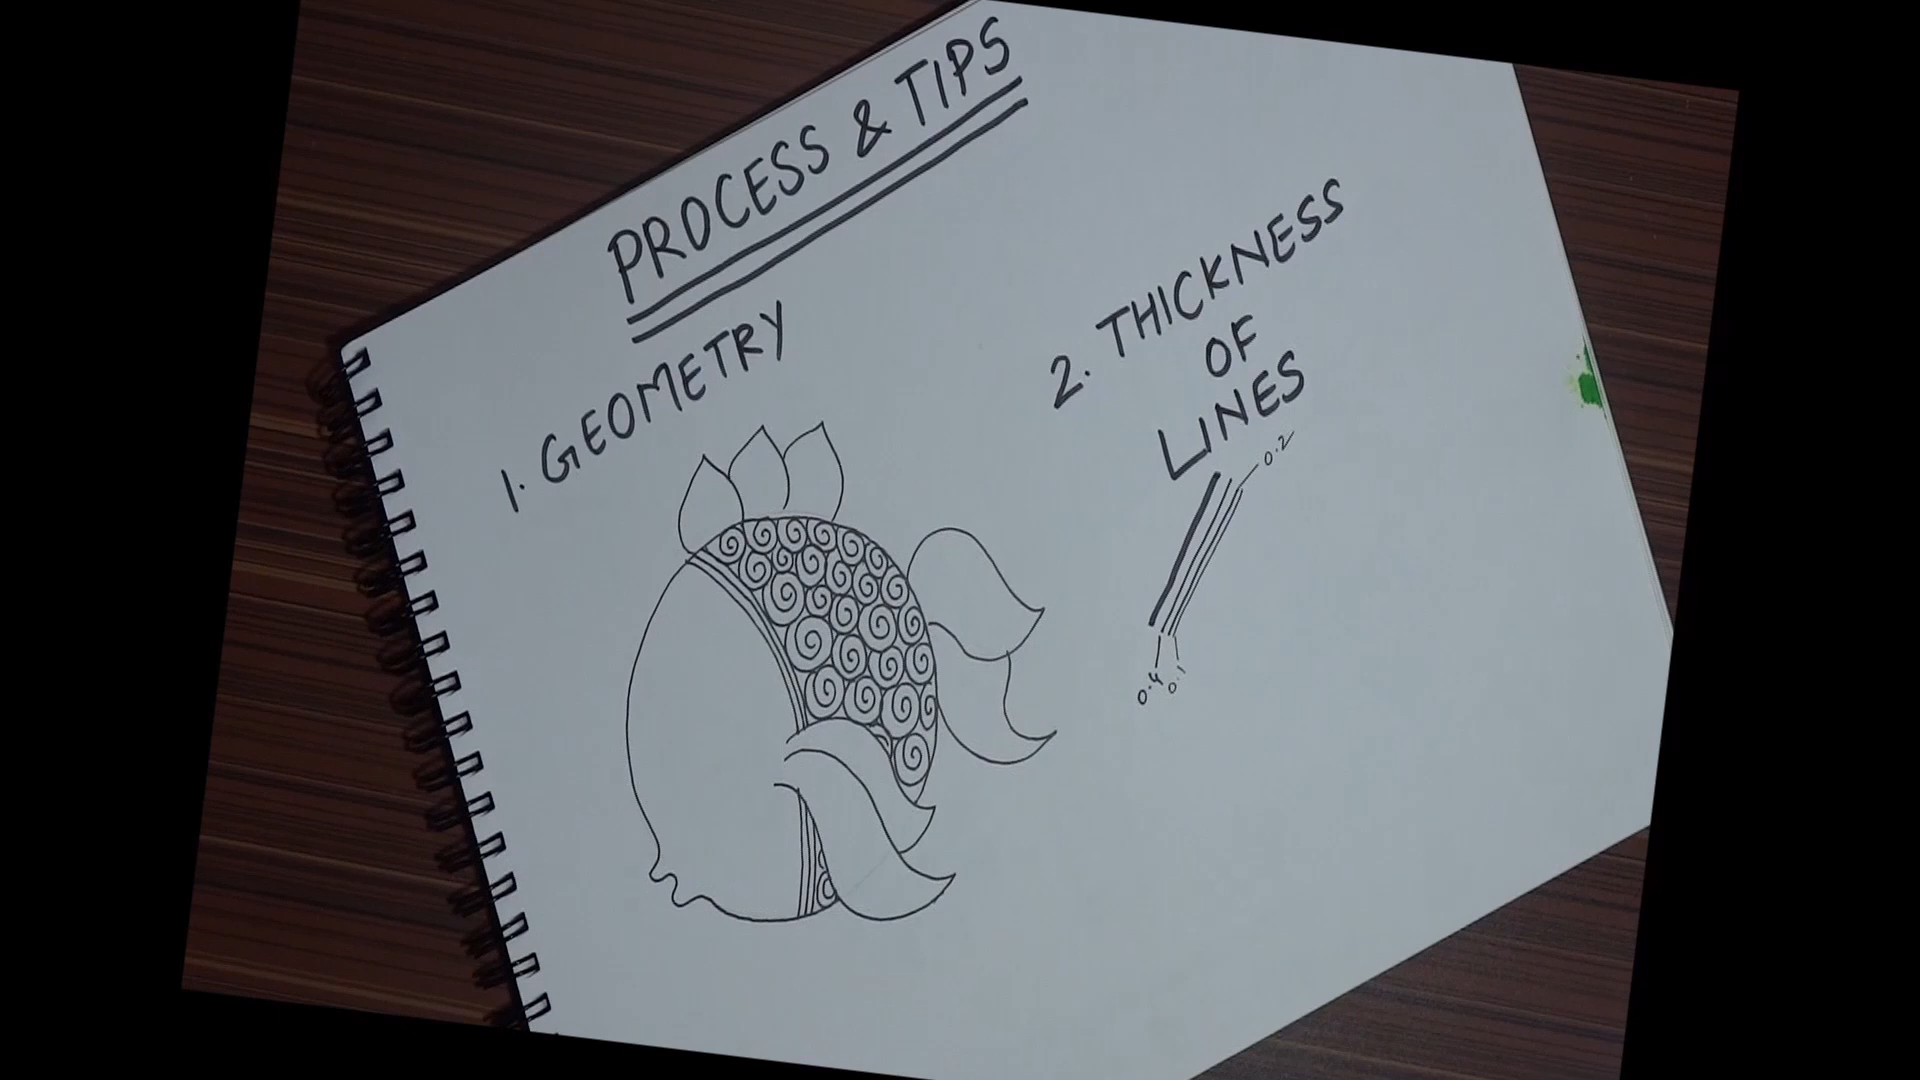 PROCESS & TIPS
1. GEOMETRY
2. THICKNESS
OF
LINES
0.2
0.4
0.1